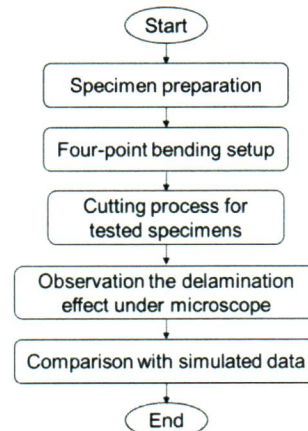 Start
Specimen preparation
Four-point bending setup
Cutting process for
tested specimens
Observation the delamination
effect under microscope
Comparison with simulated data
End